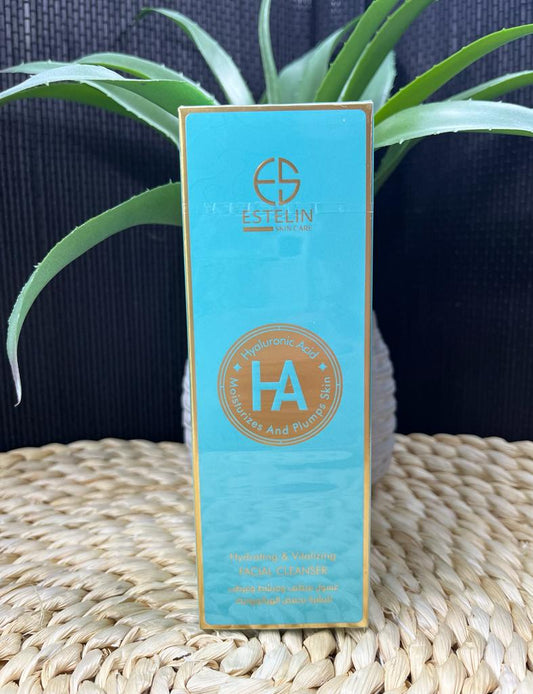 ES
ESTELIN
SKIN CARE
Hyaluronic Acid
HA
Moisturizes And Plumps Skin
Hydrating & Vitalizing
FACIAL CLEANSER